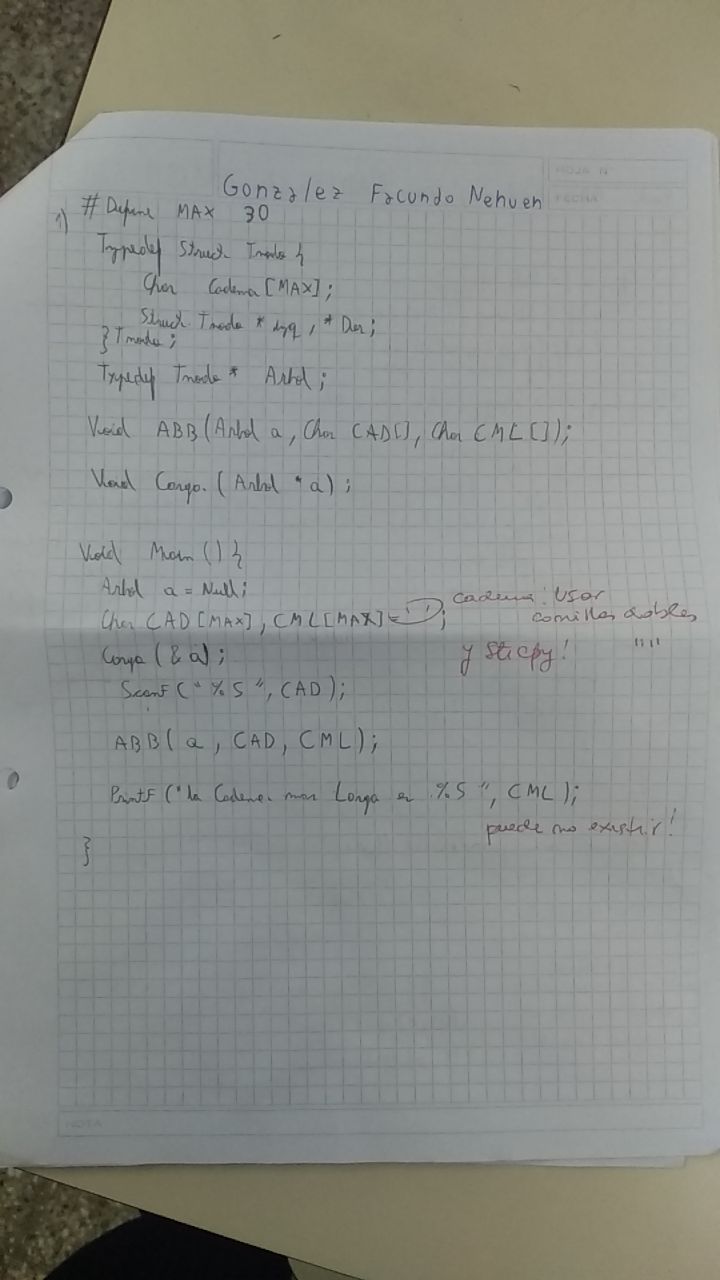 HOJA N
FECHA
Gonzalez Facundo Nehuen
1) # Define MAX 30
Typedef Struct Tnodo {
Char Cadena [MAX];
Struct Tnodo * izq, * Der;
} Tnodo;
Typedef Tnodo * Arbol;
Void ABB (Arbol a, Char CAD[], Char CML[]);
Void Carga (Arbol * a);
Void Main () {
Arbol a = Null;
Char CAD [MAX], CML [MAX] = ' '; cadena: usar
comillas dobles
Carga (& a); y strcpy! " "
Scanf (" %S ", CAD);
ABB( a, CAD, CML);
Printf ("la Cadena mas Larga es %S ", CML);
puede no existir!
}
NOTA